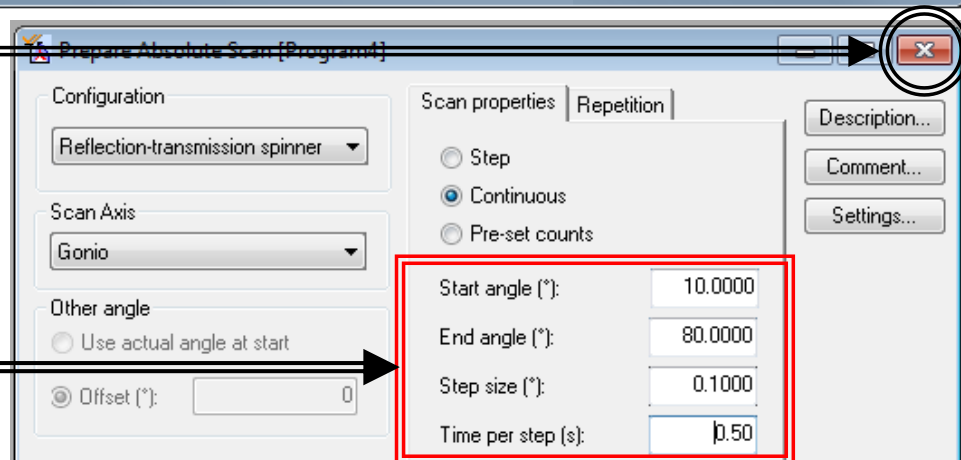 Prepare Absolute Scan [Program4]
Configuration
Reflection-transmission spinner
Scan Axis
Gonio
Other angle
Use actual angle at start
Offset (°): 0
Scan properties Repetition
Step
Continuous
Pre-set counts
Start angle (°): 10.0000
End angle (°): 80.0000
Step size (°): 0.1000
Time per step (s): 0.50
Description...
Comment...
Settings...